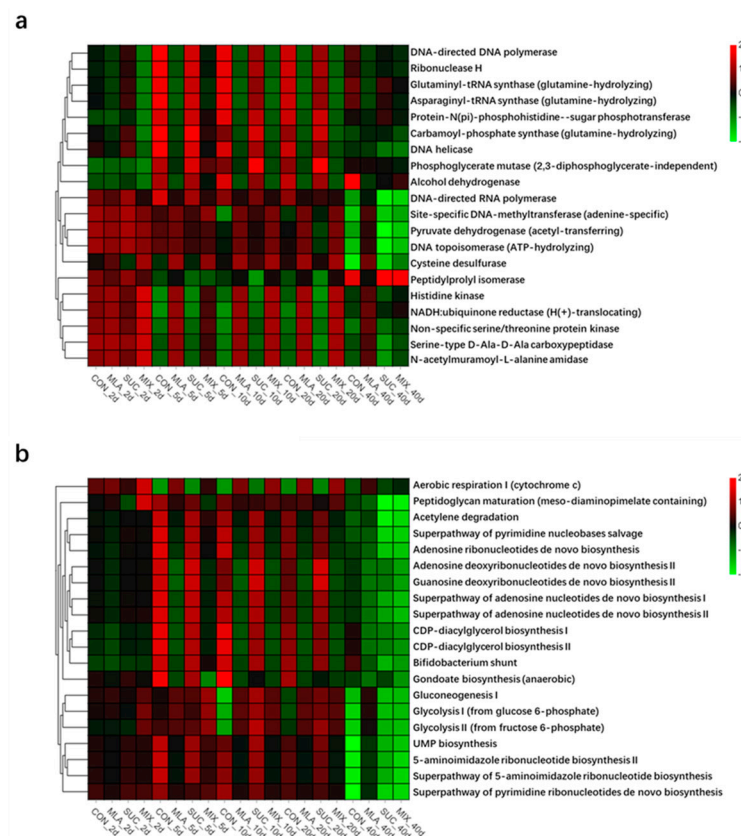 a
DNA-directed DNA polymerase
Ribonuclease H
Glutaminyl-tRNA synthase (glutamine-hydrolyzing)
Asparaginyl-tRNA synthase (glutamine-hydrolyzing)
Protein-N(pi)-phosphohistidine--sugar phosphotransferase
Carbamoyl-phosphate synthase (glutamine-hydrolyzing)
DNA helicase
Phosphoglycerate mutase (2,3-diphosphoglycerate-independent)
Alcohol dehydrogenase
DNA-directed RNA polymerase
Site-specific DNA-methyltransferase (adenine-specific)
Pyruvate dehydrogenase (acetyl-transferring)
DNA topoisomerase (ATP-hydrolyzing)
Cysteine desulfurase
Peptidylprolyl isomerase
Histidine kinase
NADH:ubiquinone reductase (H(+)-translocating)
Non-specific serine/threonine protein kinase
Serine-type D-Ala-D-Ala carboxypeptidase
N-acetylmuramoyl-L-alanine amidase
CON_2d MLA_2d SUC_2d MIX_2d CON_5d MLA_5d SUC_5d MIX_5d CON_10d MLA_10d SUC_10d MIX_10d CON_20d MLA_20d SUC_20d MIX_20d CON_40d MLA_40d SUC_40d MIX_40d
b
Aerobic respiration I (cytochrome c)
Peptidoglycan maturation (meso-diaminopimelate containing)
Acetylene degradation
Superpathway of pyrimidine nucleobases salvage
Adenosine ribonucleotides de novo biosynthesis
Adenosine deoxyribonucleotides de novo biosynthesis II
Guanosine deoxyribonucleotides de novo biosynthesis II
Superpathway of adenosine nucleotides de novo biosynthesis I
Superpathway of adenosine nucleotides de novo biosynthesis II
CDP-diacylglycerol biosynthesis I
CDP-diacylglycerol biosynthesis II
Bifidobacterium shunt
Gondoate biosynthesis (anaerobic)
Gluconeogenesis I
Glycolysis I (from glucose 6-phosphate)
Glycolysis II (from fructose 6-phosphate)
UMP biosynthesis
5-aminoimidazole ribonucleotide biosynthesis II
Superpathway of 5-aminoimidazole ribonucleotide biosynthesis
Superpathway of pyrimidine ribonucleotides de novo biosynthesis
CON_2d MLA_2d SUC_2d MIX_2d CON_5d MLA_5d SUC_5d MIX_5d CON_10d MLA_10d SUC_10d MIX_10d CON_20d MLA_20d SUC_20d MIX_20d CON_40d MLA_40d SUC_40d MIX_40d